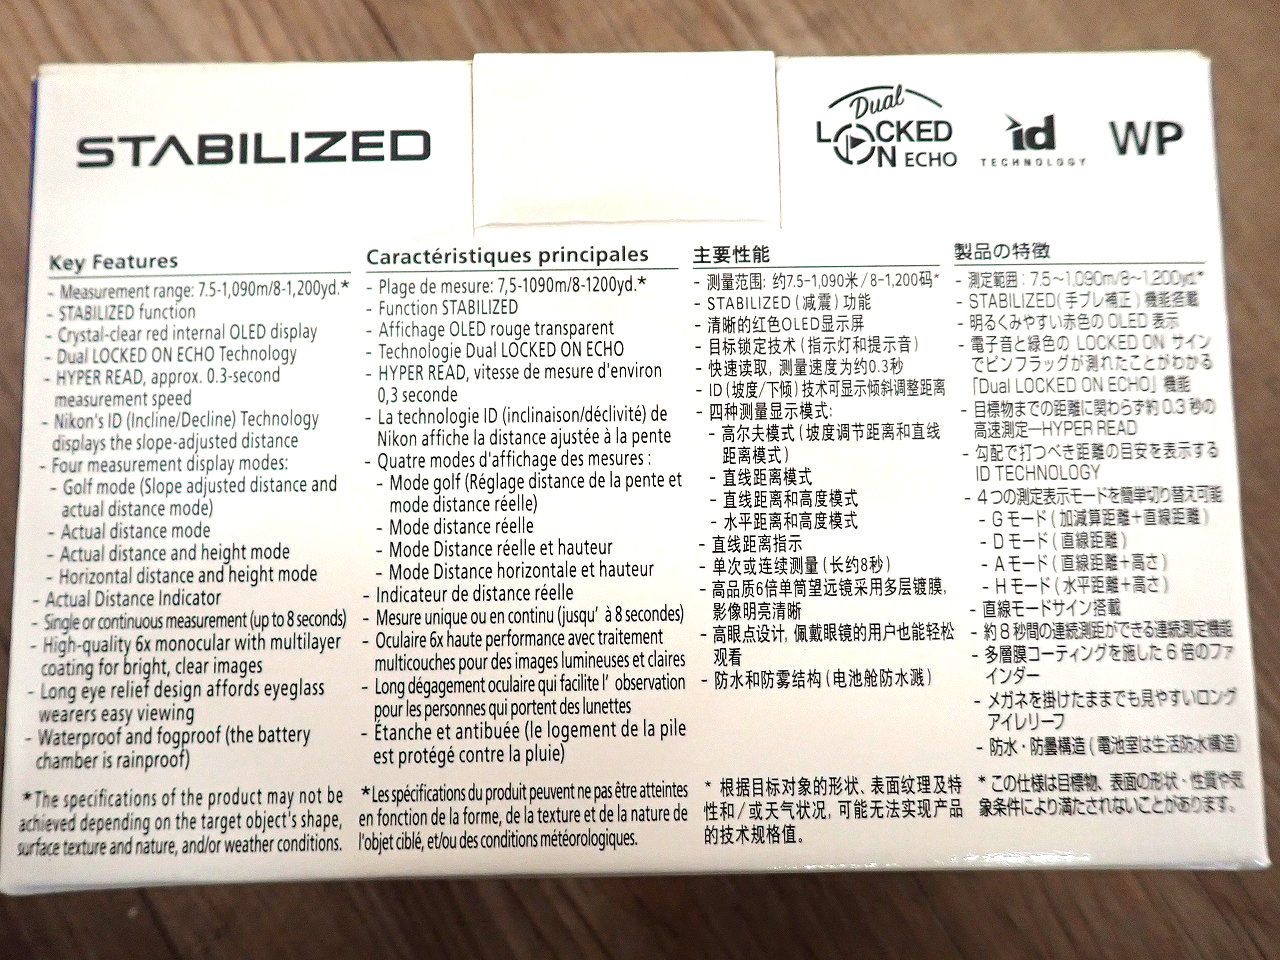 STABILIZED
Dual
LOCKED
ON ECHO
id
TECHNOLOGY
WP
Key Features
- Measurement range: 7.5-1,090m/8-1,200yd.*
- STABILIZED function
- Crystal-clear red internal OLED display
- Dual LOCKED ON ECHO Technology
- HYPER READ, approx. 0.3-second
measurement speed
- Nikon's ID (Incline/Decline) Technology
displays the slope-adjusted distance
- Four measurement display modes:
- Golf mode (Slope adjusted distance and
actual distance mode)
- Actual distance mode
- Actual distance and height mode
- Horizontal distance and height mode
- Actual Distance Indicator
- Single or continuous measurement (up to 8 seconds)
- High-quality 6x monocular with multilayer
coating for bright, clear images
- Long eye relief design affords eyeglass
wearers easy viewing
- Waterproof and fogproof (the battery
chamber is rainproof)
*The specifications of the product may not be
achieved depending on the target object's shape,
surface texture and nature, and/or weather conditions.
Caractéristiques principales
- Plage de mesure: 7,5-1090m/8-1200yd.*
- Function STABILIZED
- Affichage OLED rouge transparent
- Technologie Dual LOCKED ON ECHO
- HYPER READ, vitesse de mesure d'environ
0,3 seconde
- La technologie ID (inclinaison/déclivité) de
Nikon affiche la distance ajustée à la pente
- Quatre modes d'affichage des mesures :
- Mode golf (Réglage distance de la pente et
mode distance réelle)
- Mode distance réelle
- Mode Distance réelle et hauteur
- Mode Distance horizontale et hauteur
- Indicateur de distance réelle
- Mesure unique ou en continu (jusqu' à 8 secondes)
- Oculaire 6x haute performance avec traitement
multicouches pour des images lumineuses et claires
- Long dégagement oculaire qui facilite l' observation
pour les personnes qui portent des lunettes
- Étanche et antibuée (le logement de la pile
est protégé contre la pluie)
*Les spécifications du produit peuvent ne pas être atteintes
en fonction de la forme, de la texture et de la nature de
l'objet ciblé, et/ou des conditions météorologiques.
主要性能
- 测量范围: 约7.5-1,090米/8-1,200码*
- STABILIZED(减震)功能
- 清晰的红色OLED显示屏
- 目标锁定技术(指示灯和提示音)
- 快速读取, 测量速度为约0.3秒
- ID(坡度/下倾)技术可显示倾斜调整距离
- 四种测量显示模式:
- 高尔夫模式(坡度调节距离和直线
距离模式)
- 直线距离模式
- 直线距离和高度模式
- 水平距离和高度模式
- 直线距离指示
- 单次或连续测量(长约8秒)
- 高品质6倍单筒望远镜采用多层镀膜,
影像明亮清晰
- 高眼点设计, 佩戴眼镜的用户也能轻松
观看
- 防水和防雾结构(电池舱防水溅)
* 根据目标对象的形状、表面纹理及特
性和/或天气状况, 可能无法实现产品
的技术规格值。
製品の特徴
- 測定範囲：7.5～1,090m/8～1,200yd.*
- STABILIZED(手ブレ補正)機能搭載
- 明るくみやすい赤色の OLED 表示
- 電子音と緑色の LOCKED ON サイン
でピンフラッグが測れたことがわかる
「Dual LOCKED ON ECHO」機能
- 目標物までの距離に関わらず約 0.3 秒の
高速測定—HYPER READ
- 勾配で打つべき距離の目安を表示する
ID TECHNOLOGY
- 4つの測定表示モードを簡単切り替え可能
- G モード(加減算距離+直線距離)
- D モード(直線距離)
- A モード(直線距離+高さ)
- H モード(水平距離+高さ)
- 直線モードサイン搭載
- 約 8 秒間の連続測距ができる連続測定機能
- 多層膜コーティングを施した 6 倍のファ
インダー
- メガネを掛けたままでも見やすいロング
アイレリーフ
- 防水・防曇構造(電池室は生活防水構造)
* この仕様は目標物、表面の形状・性質や気
象条件により満たされないことがあります。